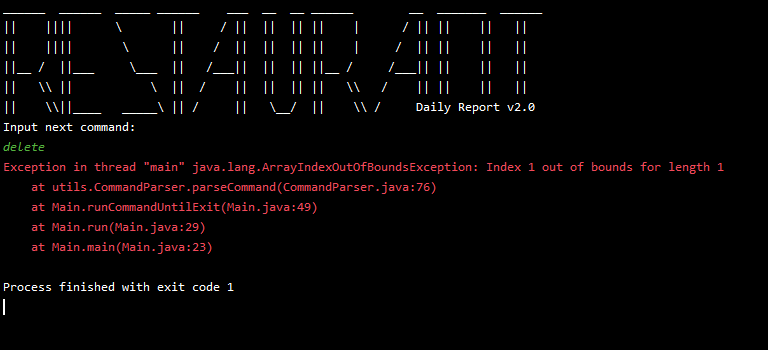 Daily Report v2.0
Input next command:
delete
Exception in thread "main" java.lang.ArrayIndexOutOfBoundsException: Index 1 out of bounds for length 1
at utils.CommandParser.parseCommand(CommandParser.java:76)
at Main.runCommandUntilExit(Main.java:49)
at Main.run(Main.java:29)
at Main.main(Main.java:23)
Process finished with exit code 1